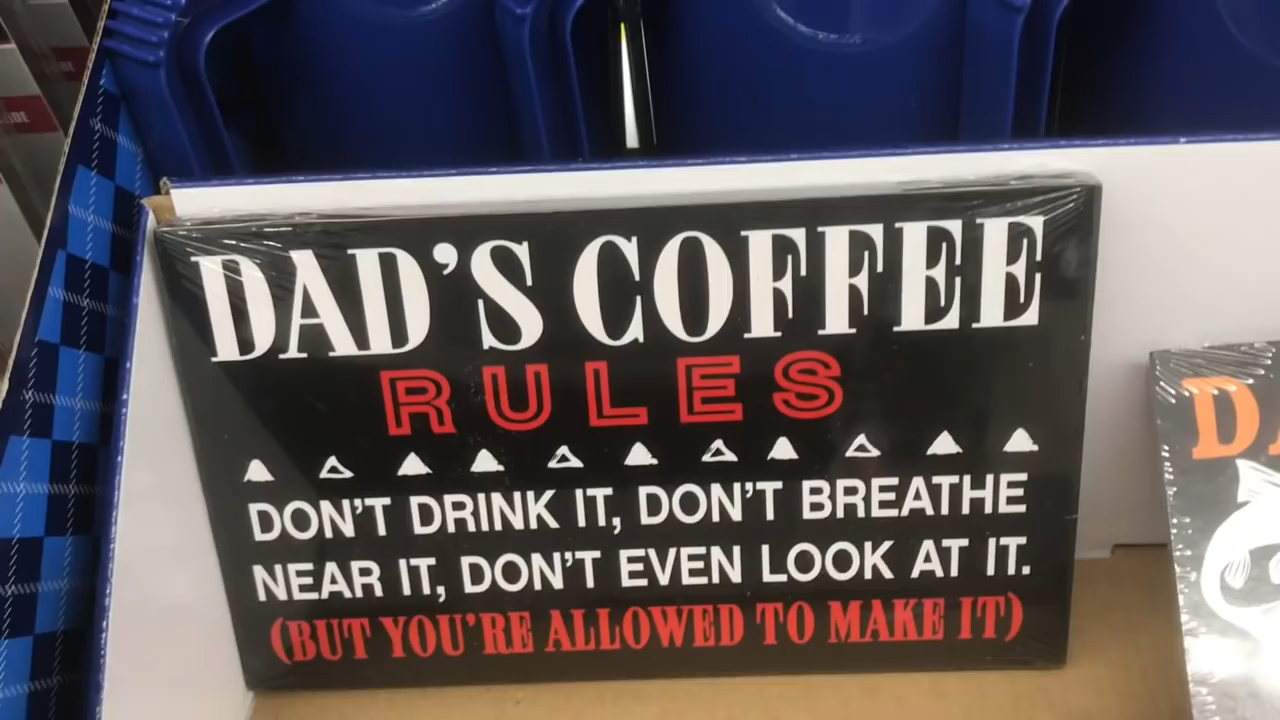 DAD'S COFFEE
RULES
DON'T DRINK IT, DON'T BREATHE
NEAR IT, DON'T EVEN LOOK AT IT.
(BUT YOU'RE ALLOWED TO MAKE IT)